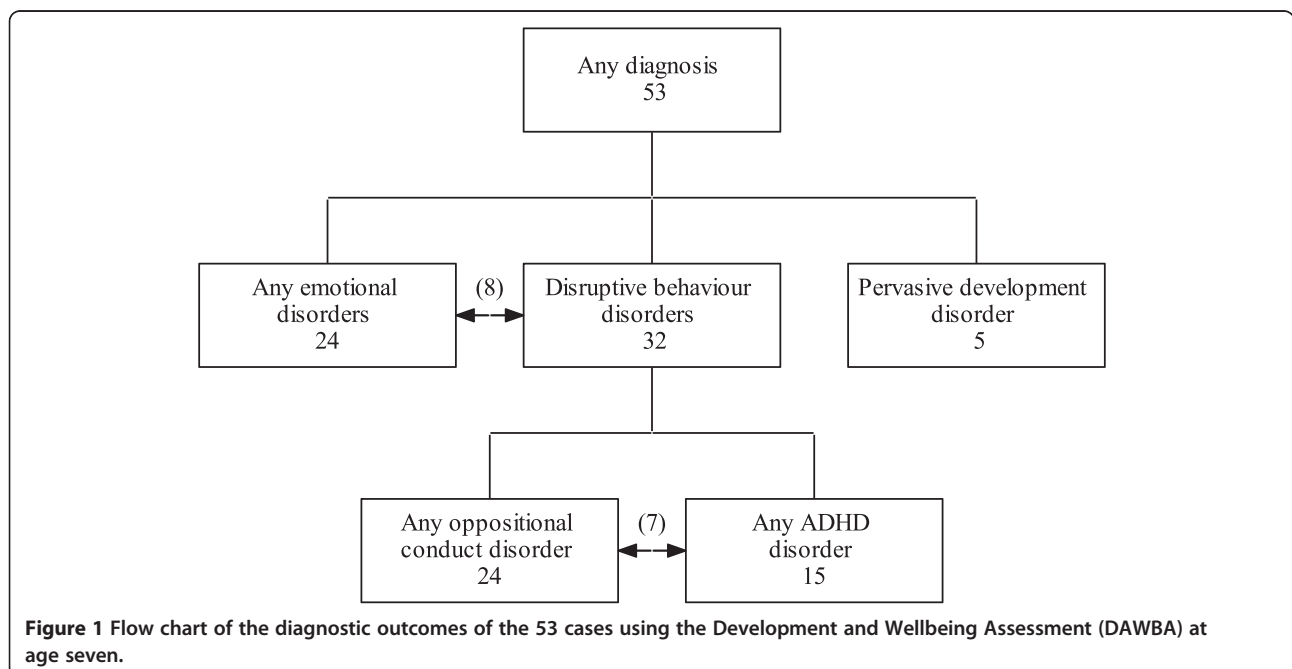 Any diagnosis
53
Any emotional
disorders
24
(8)
Disruptive behaviour
disorders
32
Pervasive development
disorder
5
Any oppositional
conduct disorder
24
(7)
Any ADHD
disorder
15
Figure 1 Flow chart of the diagnostic outcomes of the 53 cases using the Development and Wellbeing Assessment (DAWBA) at
age seven.